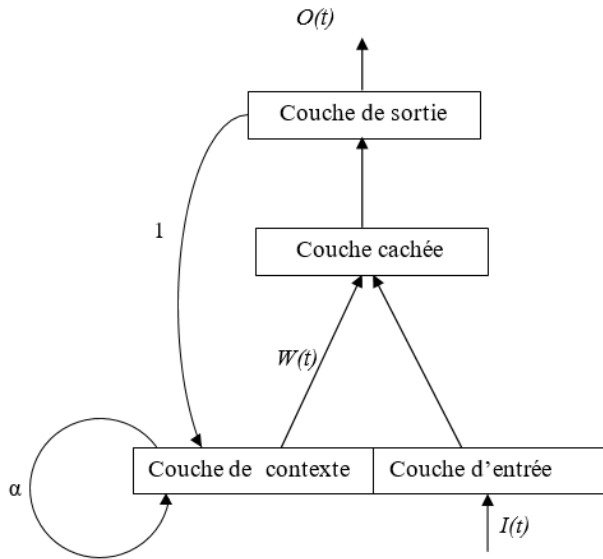 O(t)
Couche de sortie
1
Couche cachée
W(t)
Couche de contexte
Couche d’entrée
α
I(t)